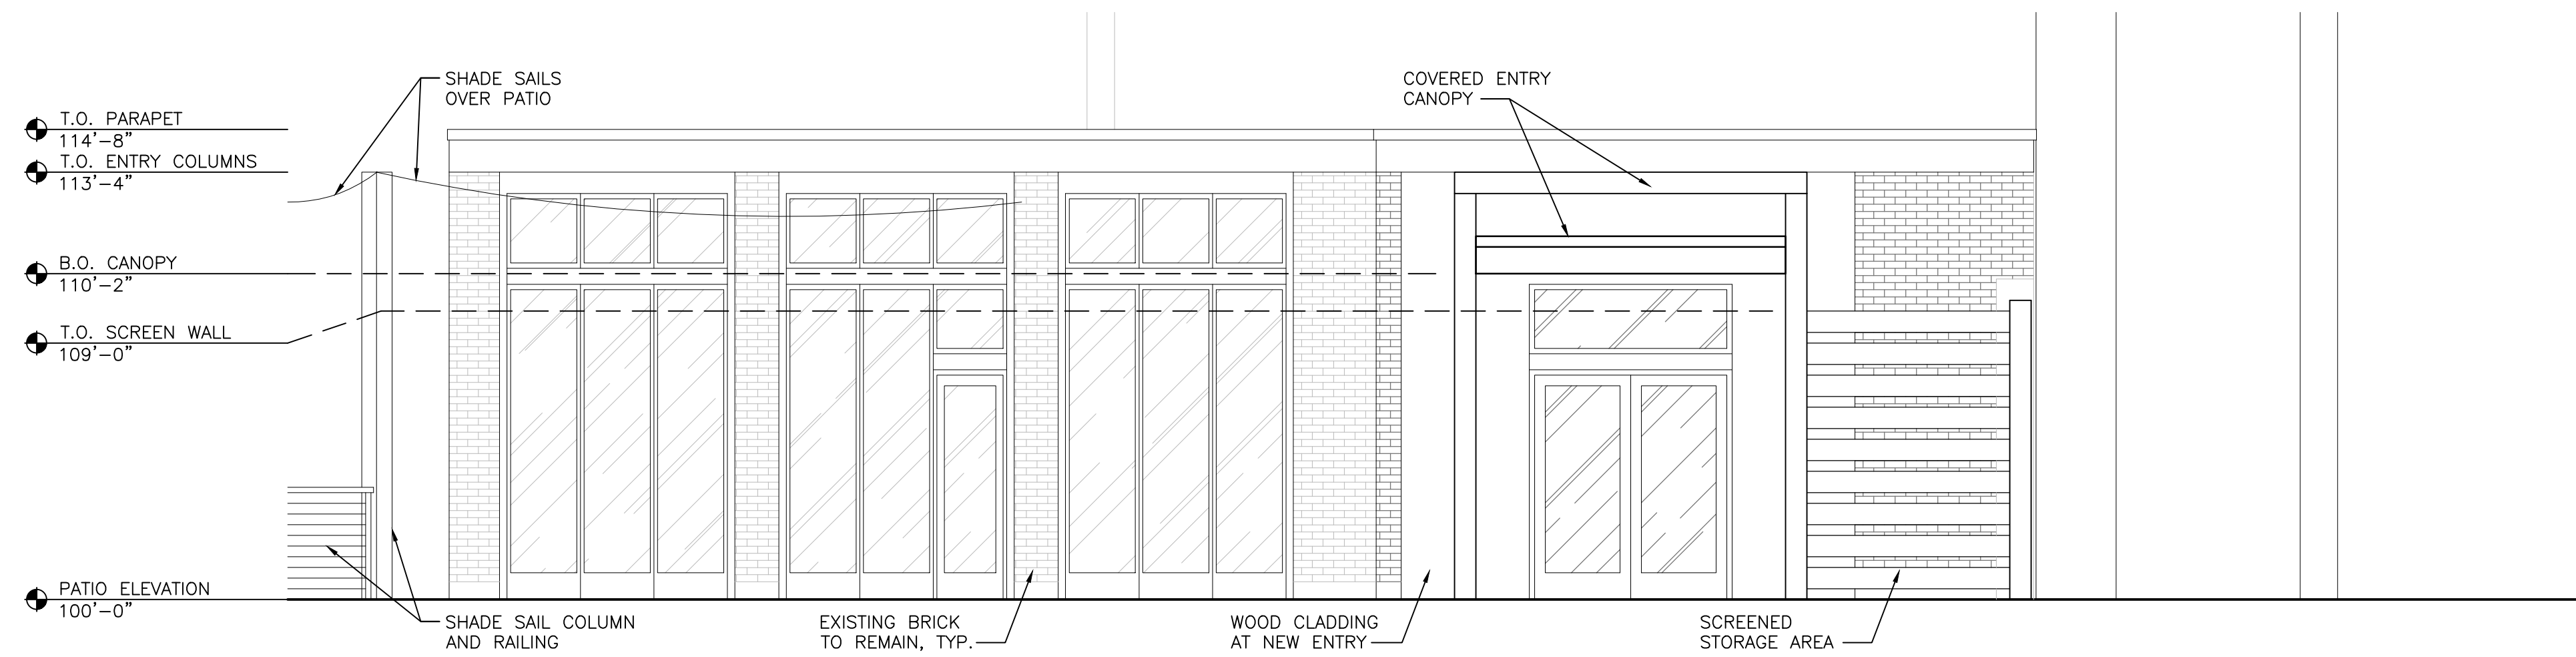 SHADE SAILS
OVER PATIO
COVERED ENTRY
CANOPY
T.O. PARAPET
114'-8"
T.O. ENTRY COLUMNS
113'-4"
B.O. CANOPY
110'-2"
T.O. SCREEN WALL
109'-0"
PATIO ELEVATION
100'-0"
SHADE SAIL COLUMN
AND RAILING
EXISTING BRICK
TO REMAIN, TYP.
WOOD CLADDING
AT NEW ENTRY
SCREENED
STORAGE AREA